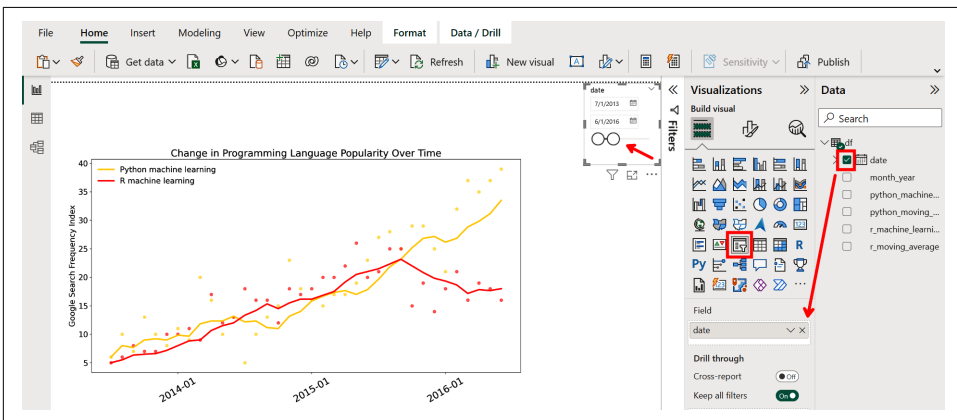 File Home Insert Modeling View Optimize Help Format Data / Drill
Get data Refresh New visual Sensitivity Publish
date
7/1/2013
6/1/2016
Filters
Visualizations
Build visual
Data
Search
df
date
month_year
python_machine...
python_moving_...
r_machine_learni...
r_moving_average
123
R
Py
...
Field
date
Drill through
Cross-report Off
Keep all filters On
Change in Programming Language Popularity Over Time
Python machine learning
R machine learning
Google Search Frequency Index
40
35
30
25
20
15
10
5
2014-01
2015-01
2016-01